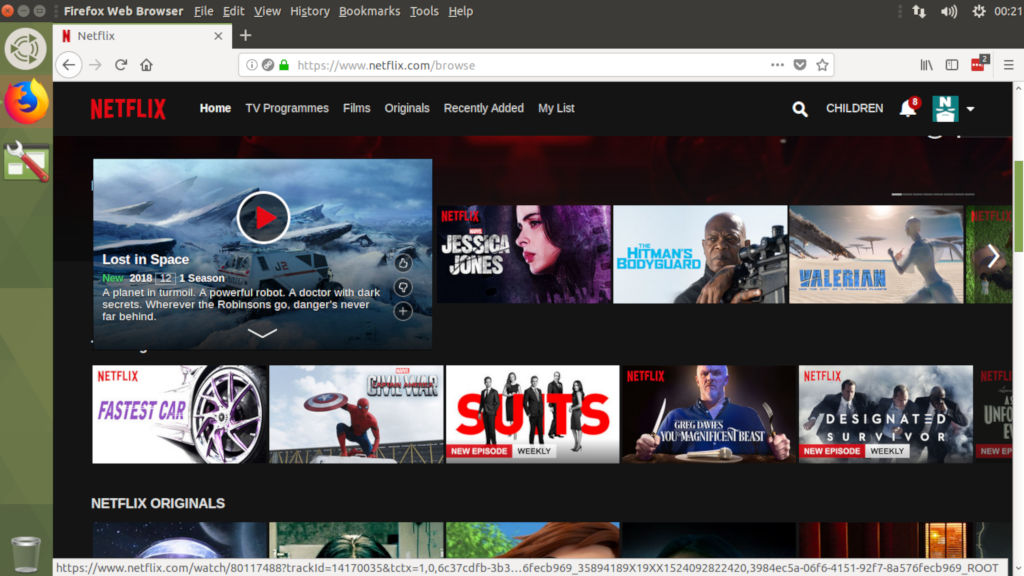 Firefox Web Browser File Edit View History Bookmarks Tools Help 00:21
Netflix
https://www.netflix.com/browse
2
NETFLIX Home TV Programmes Films Originals Recently Added My List CHILDREN 8
N
NETFLIX
MARVEL
JESSICA
JONES
THE
HITMAN'S
BODYGUARD
VALERIAN
NETFLIX
J2
Lost in Space
New 2018 12 1 Season
A planet in turmoil. A powerful robot. A doctor with dark
secrets. Wherever the Robinsons go, danger's never
far behind.
NETFLIX
FASTEST CAR
MARVEL
CAPTAIN AMERICA
CIVIL WAR
SUITS
NEW EPISODE WEEKLY
NETFLIX
GREG DAVIES
YOU MAGNIFICENT BEAST
NETFLIX
DESIGNATED
SURVIVOR
NEW EPISODE WEEKLY
NETFLIX ORIGINALS
https://www.netflix.com/watch/80117488?trackId=14170035&tctx=1,0,6c37cdfb-3b3…6fecb969_35894189X19XX1524092822420,3984ec5a-06f6-4151-92f7-8a576fecb969_ROOT